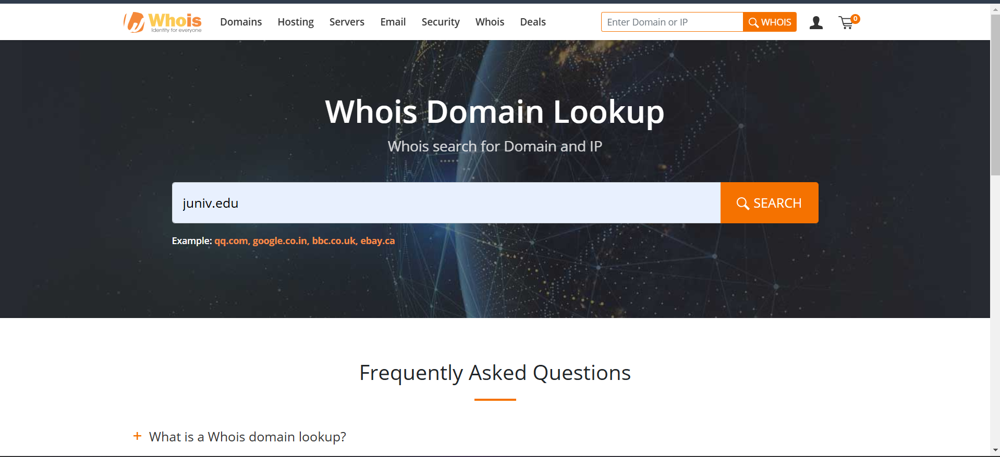 Whois
Identity for everyone
Domains Hosting Servers Email Security Whois Deals
Enter Domain or IP
WHOIS
0
Whois Domain Lookup
Whois search for Domain and IP
juniv.edu
SEARCH
Example: qq.com, google.co.in, bbc.co.uk, ebay.ca
Frequently Asked Questions
+ What is a Whois domain lookup?